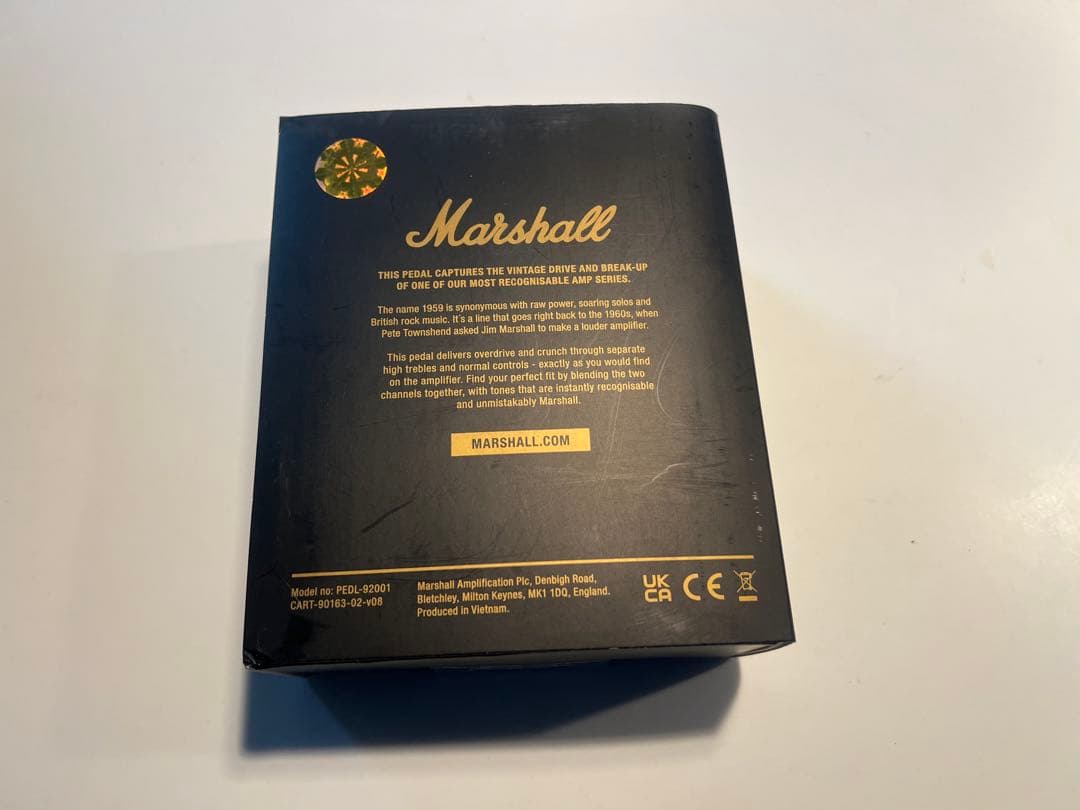 Marshall
THIS PEDAL CAPTURES THE VINTAGE DRIVE AND BREAK-UP
OF ONE OF OUR MOST RECOGNISABLE AMP SERIES.
The name 1959 is synonymous with raw power, soaring solos and
British rock music. It's a line that goes right back to the 1960s, when
Pete Townshend asked Jim Marshall to make a louder amplifier.
This pedal delivers overdrive and crunch through separate
high trebles and normal controls - exactly as you would find
on the amplifier. Find your perfect fit by blending the two
channels together, with tones that are instantly recognisable
and unmistakably Marshall.
MARSHALL.COM
Model no: PEDL-92001
CART-90163-02-v08
Marshall Amplification Plc, Denbigh Road,
Bletchley, Milton Keynes, MK1 1DQ, England.
Produced in Vietnam.
UK
CA
CE